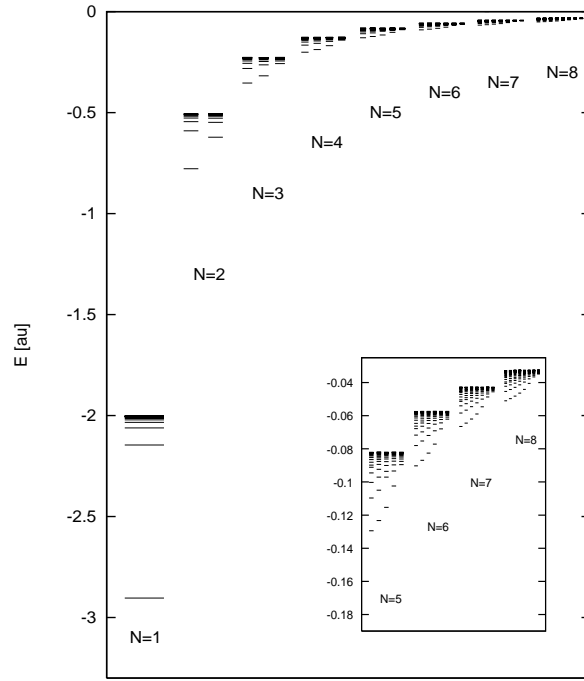 0
-0.5
-1
-1.5
-2
-2.5
-3
E [au]
N=1
N=2
N=3
N=4
N=5
N=6
N=7
N=8
-0.04
-0.06
-0.08
-0.1
-0.12
-0.14
-0.16
-0.18
N=5
N=6
N=7
N=8